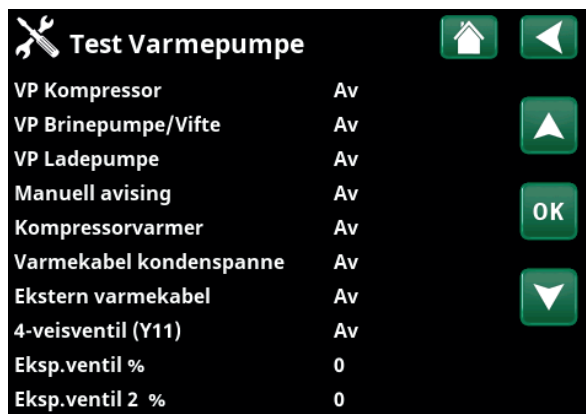 Test Varmepumpe
VP Kompressor Av
VP Brinepumpe/Vifte Av
VP Ladepumpe Av
Manuell avising Av
OK
Kompressorvarmer Av
Varmekabel kondenspanne Av
Ekstern varmekabel Av
4-veisventil (Y11) Av
Eksp.ventil % 0
Eksp.ventil 2 % 0